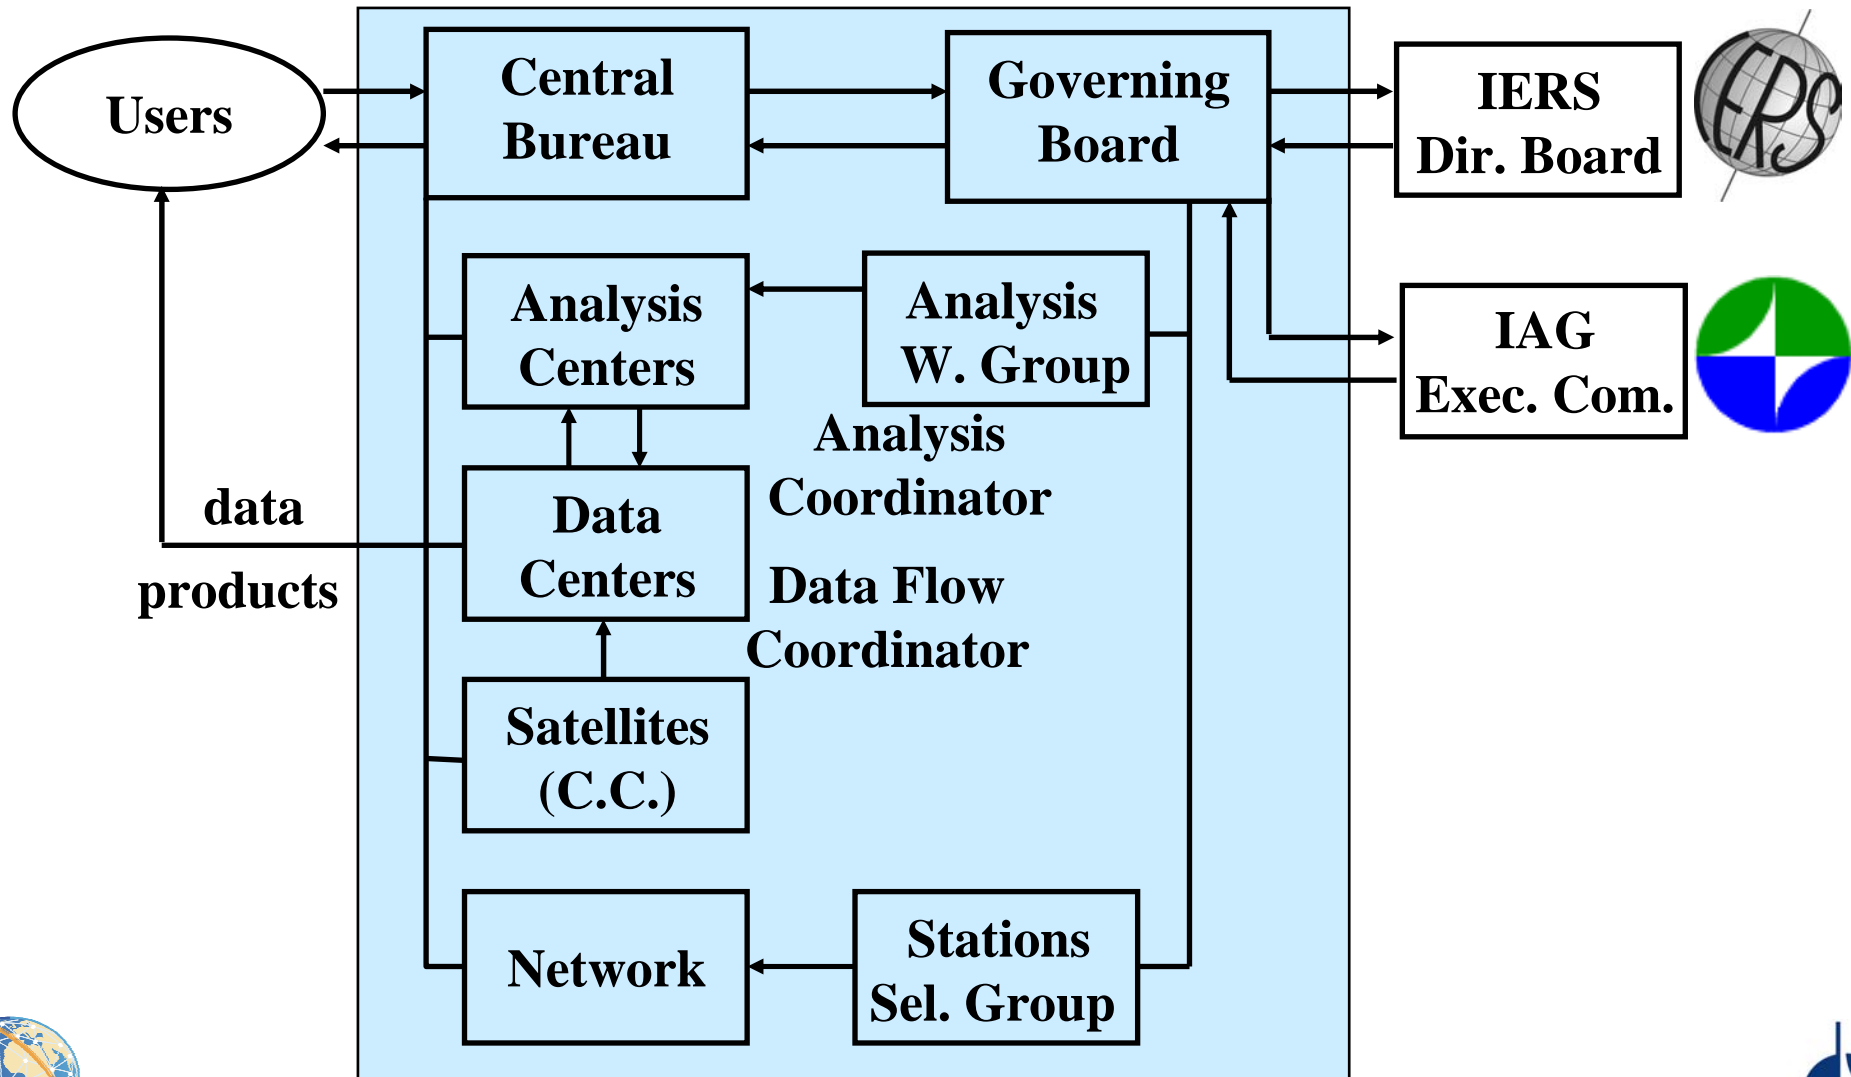 Users
Central
Bureau
Governing
Board
IERS
Dir. Board
IERS
Analysis
Centers
Analysis
W. Group
IAG
Exec. Com.
Analysis
Coordinator
data
products
Data
Centers
Data Flow
Coordinator
Satellites
(C.C.)
Network
Stations
Sel. Group